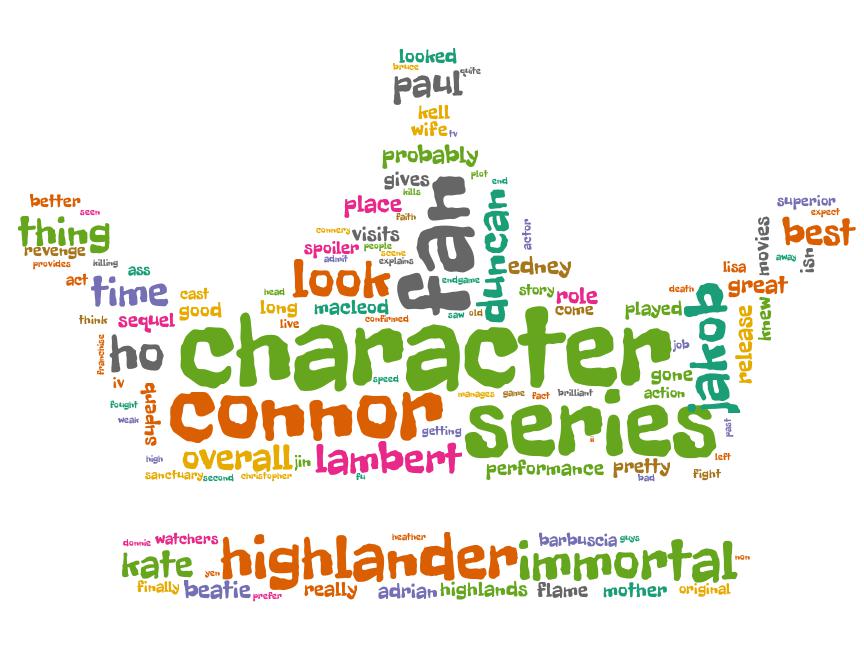 looked
bruce
paul
quite
kell
wife
tv
probably
gives
plot
end
kills
better
seen
place
faith
superior
expect
thing
revenge
connery
visits
fan
duncan
actor
movies
best
isn
spoiler
people
provides
killing
admit
scene
explains
edney
lisa
away
act
ass
look
endgame
great
time
cast
head
story
role
death
good
long
macleod
saw
old
come
played
jakob
release
knew
think
sequel
live
confirmed
franchise
ho
character
job
iv
speed
gone
superb
manages
game
fact
brilliant
action
fought
weak
connor
getting
series
ii
past
high
overall
jin
lambert
left
sanctuary
second
christopher
fu
performance
pretty
bad
fight
donnie
watchers
heather
barbuscia
guys
kate
yen
highlander
immortal
non
finally
beatie
prefer
really
adrian
highlands
flame
mother
original